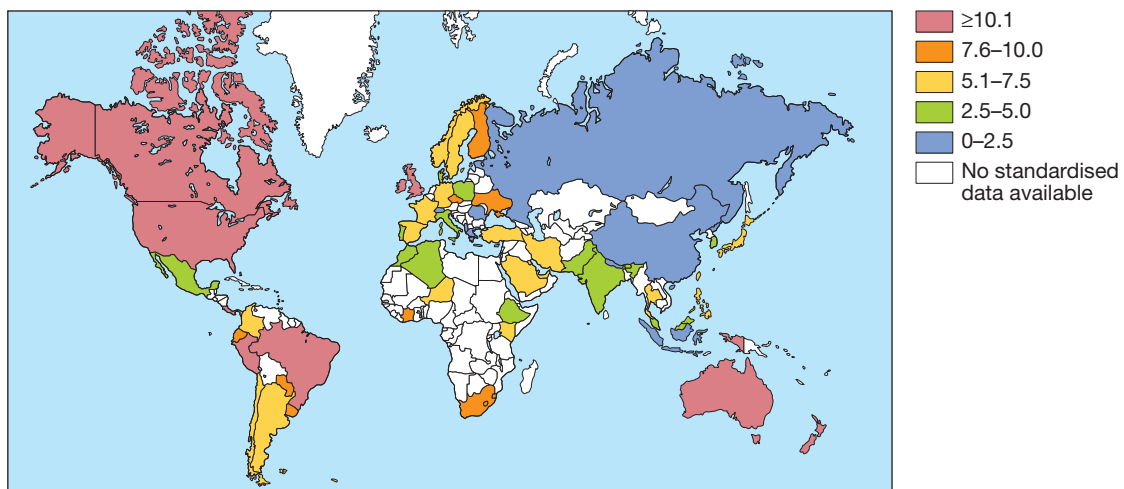 ≥10.1
7.6–10.0
5.1–7.5
2.5–5.0
0–2.5
No standardised
data available